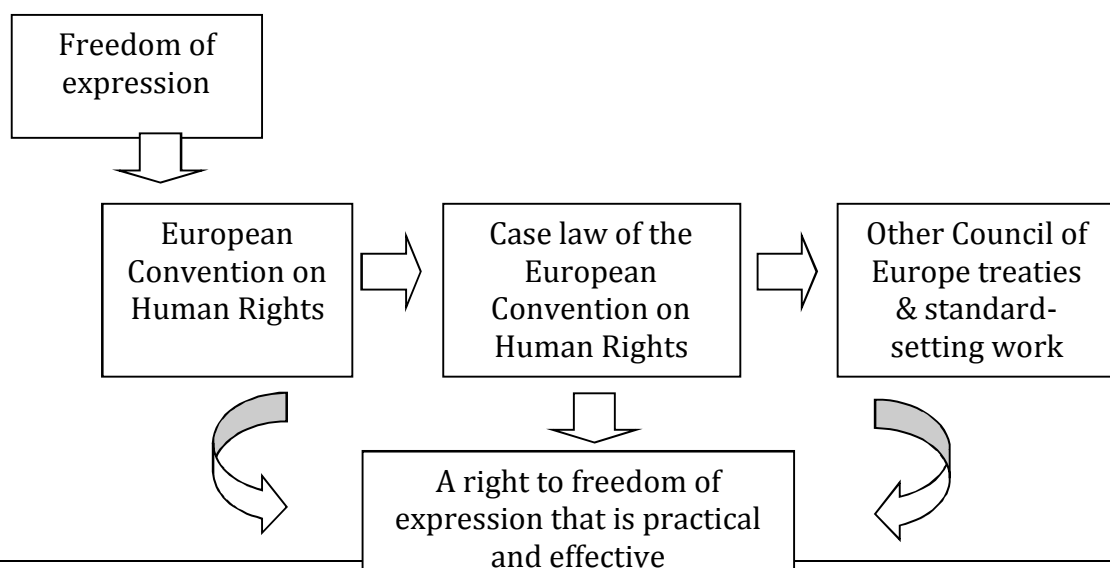 Freedom of
expression
European
Convention on
Human Rights
Case law of the
European
Convention on
Human Rights
Other Council of
Europe treaties
& standard-
setting work
A right to freedom of
expression that is practical
and effective